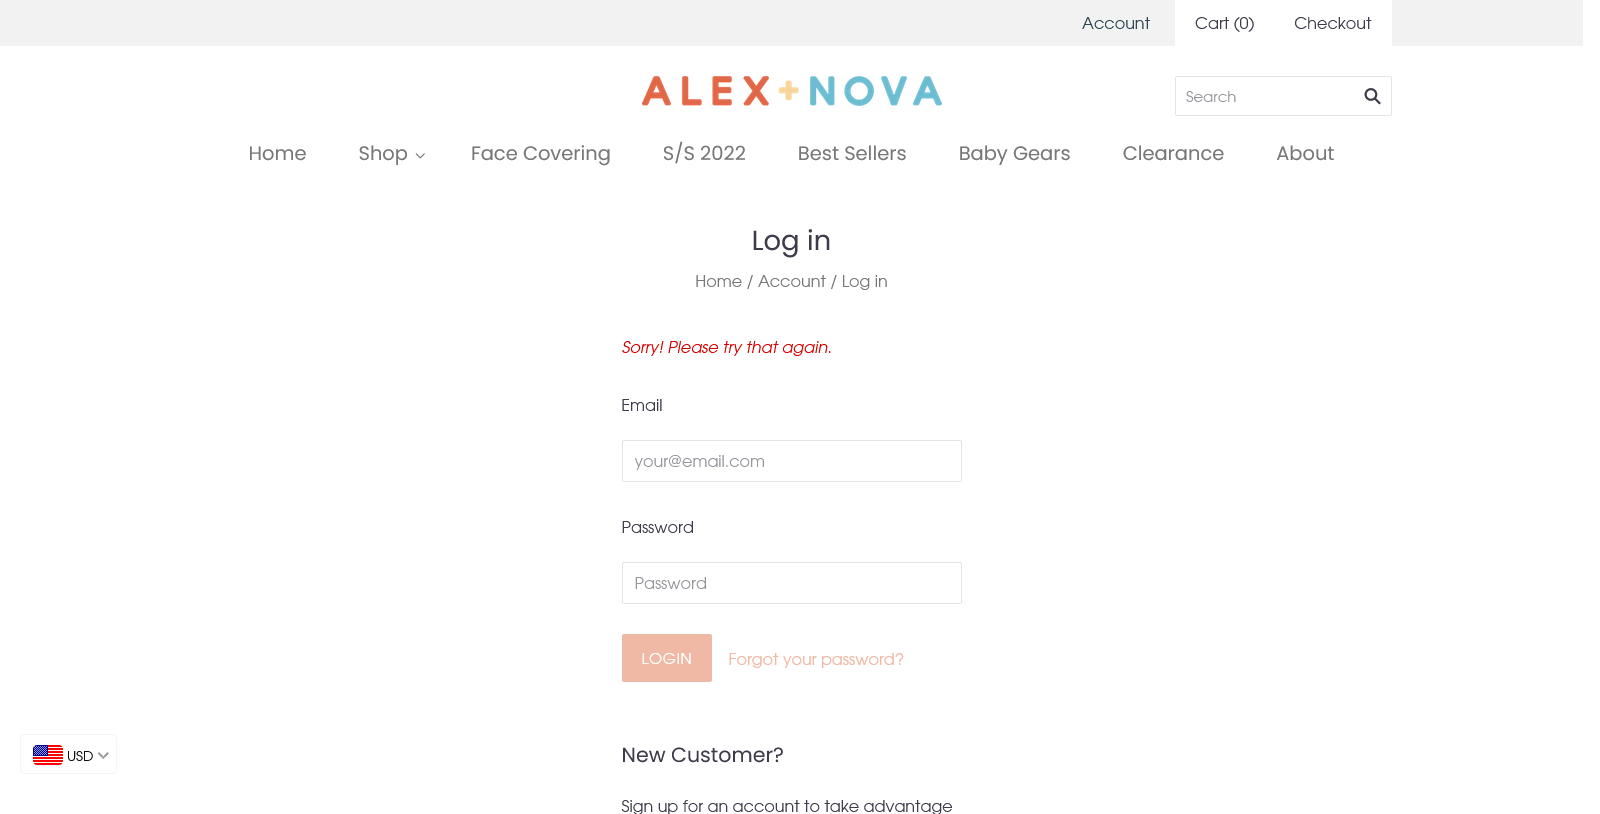 Account Cart (0) Checkout
ALEX+NOVA
Search
Home Shop Face Covering S/S 2022 Best Sellers Baby Gears Clearance About
Log in
Home / Account / Log in
Sorry! Please try that again.
Email
your@email.com
Password
Password
LOGIN Forgot your password?
USD
New Customer?
Sign up for an account to take advantage